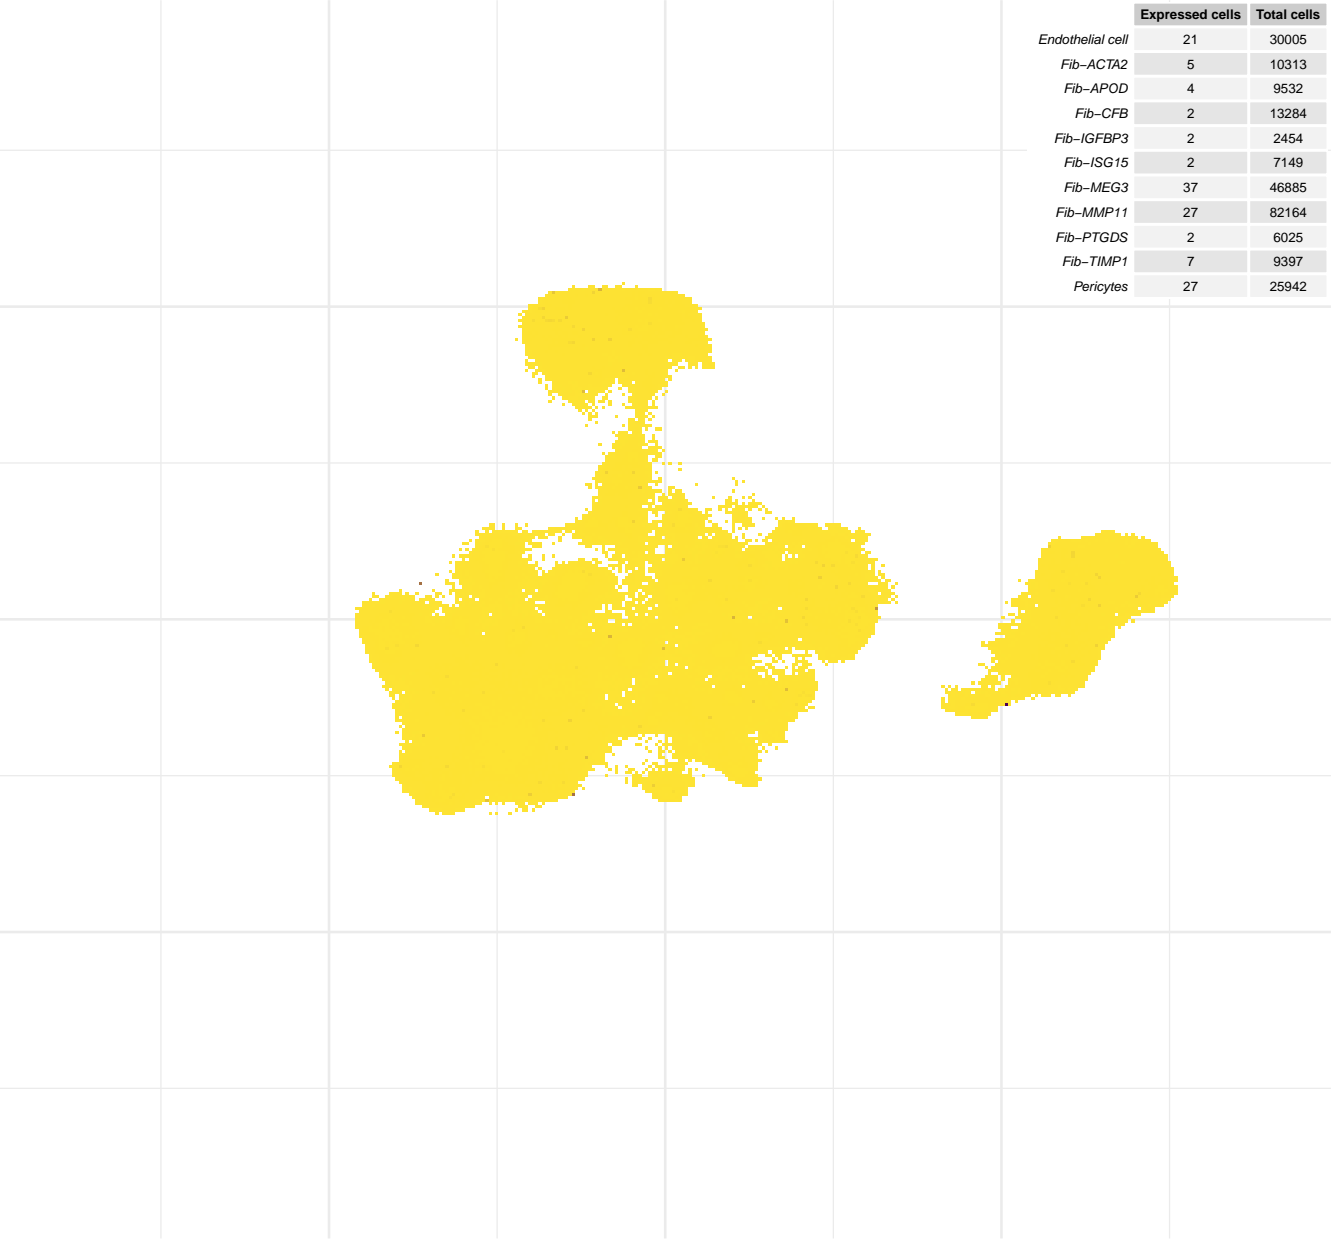 Expressed cells Total cells
Endothelial cell 21 30005
Fib−ACTA2 5 10313
Fib−APOD 4 9532
Fib−CFB 2 13284
Fib−IGFBP3 2 2454
Fib−ISG15 2 7149
Fib−MEG3 37 46885
Fib−MMP11 27 82164
Fib−PTGDS 2 6025
Fib−TIMP1 7 9397
Pericytes 27 25942